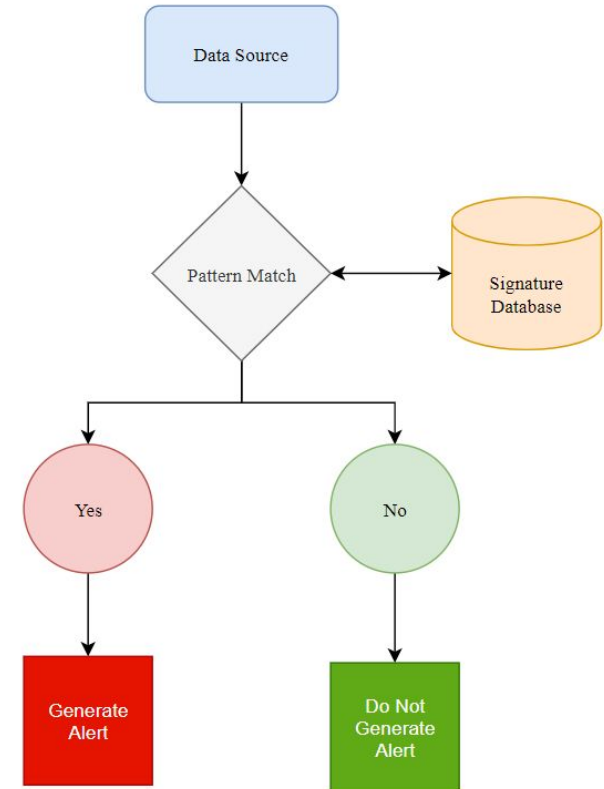 Data Source
Pattern Match
Signature
Database
Yes
No
Generate
Alert
Do Not
Generate
Alert